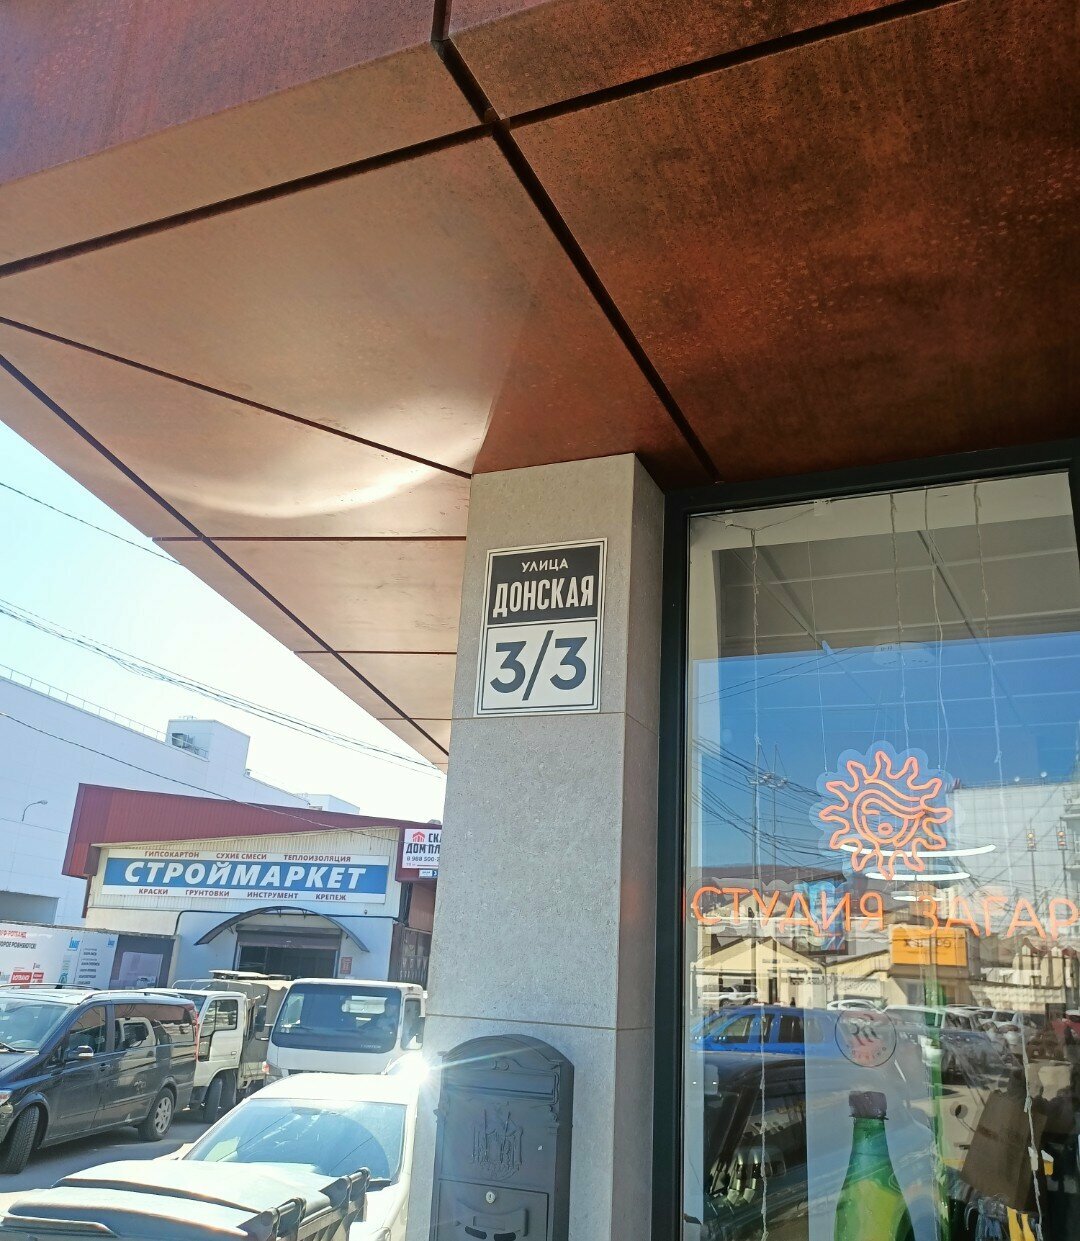 УЛИЦА
ДОНСКАЯ
3/3
ГИПСОКАРТОН СУХИЕ СМЕСИ ТЕПЛОИЗОЛЯЦИЯ
СТРОЙМАРКЕТ
КРАСКИ ГРУНТОВКИ ИНСТРУМЕНТ КРЕПЕЖ
СТУДИЯ ЗАГАР